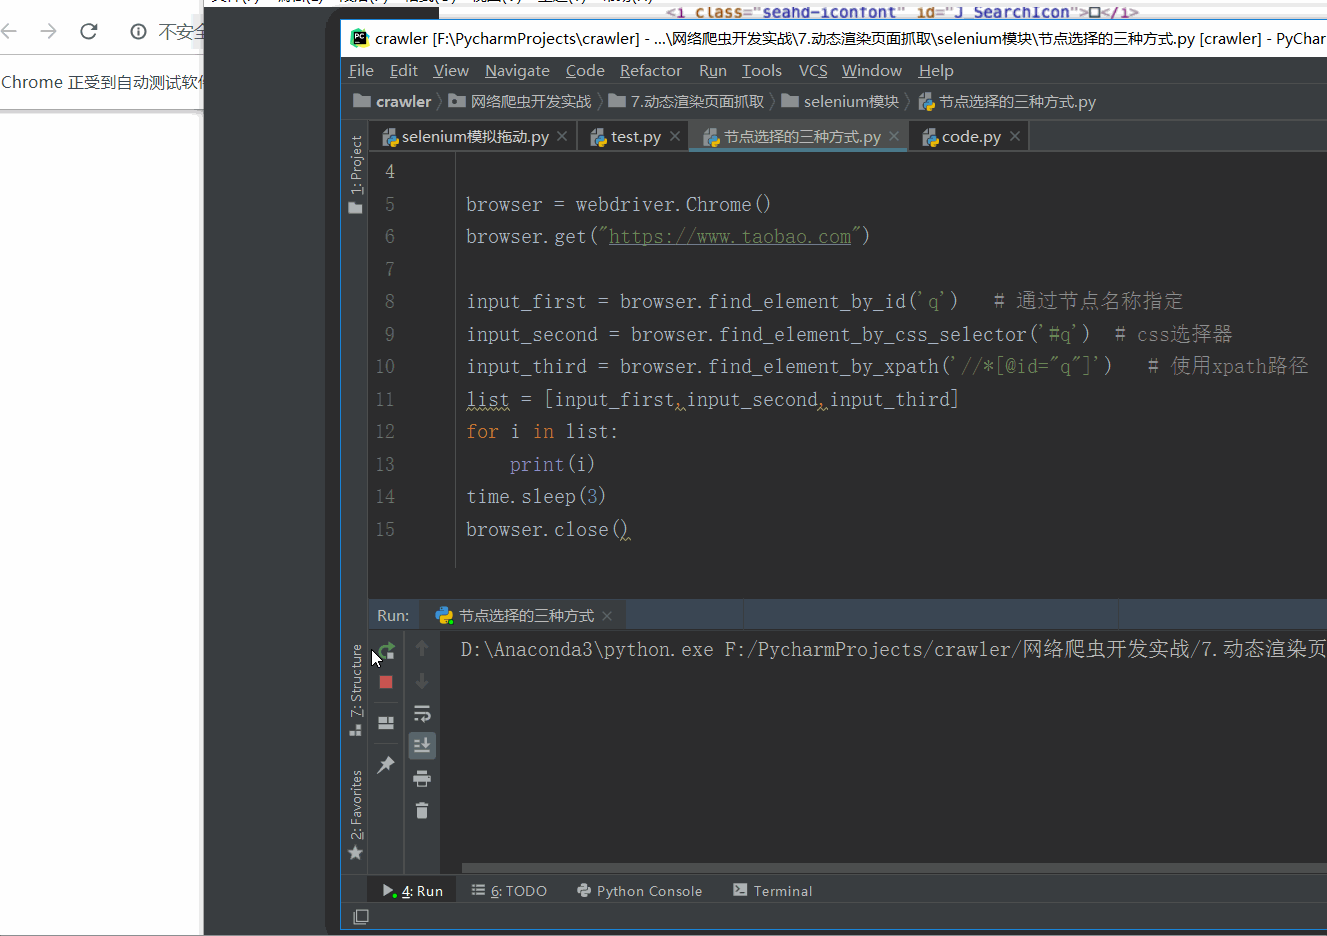 <i class="seahd-iconfont" id="J_SearchIcon">□</i>
不安全
Chrome 正受到自动测试软件
crawler [F:\PycharmProjects\crawler] - ...\网络爬虫开发实战\7.动态渲染页面抓取\selenium模块\节点选择的三种方式.py [crawler] - PyChar
File Edit View Navigate Code Refactor Run Tools VCS Window Help
crawler 网络爬虫开发实战 7.动态渲染页面抓取 selenium模块 节点选择的三种方式.py
selenium模拟拖动.py test.py 节点选择的三种方式.py code.py
1: Project
4
5 browser = webdriver.Chrome()
6 browser.get("https://www.taobao.com")
7
8 input_first = browser.find_element_by_id('q') # 通过节点名称指定
9 input_second = browser.find_element_by_css_selector('#q') # css选择器
10 input_third = browser.find_element_by_xpath('//*[@id="q"]') # 使用xpath路径
11 list = [input_first,input_second,input_third]
12 for i in list:
13 print(i)
14 time.sleep(3)
15 browser.close()
Run: 节点选择的三种方式
D:\Anaconda3\python.exe F:/PycharmProjects/crawler/网络爬虫开发实战/7.动态渲染页
7: Structure
2: Favorites
4: Run 6: TODO Python Console Terminal